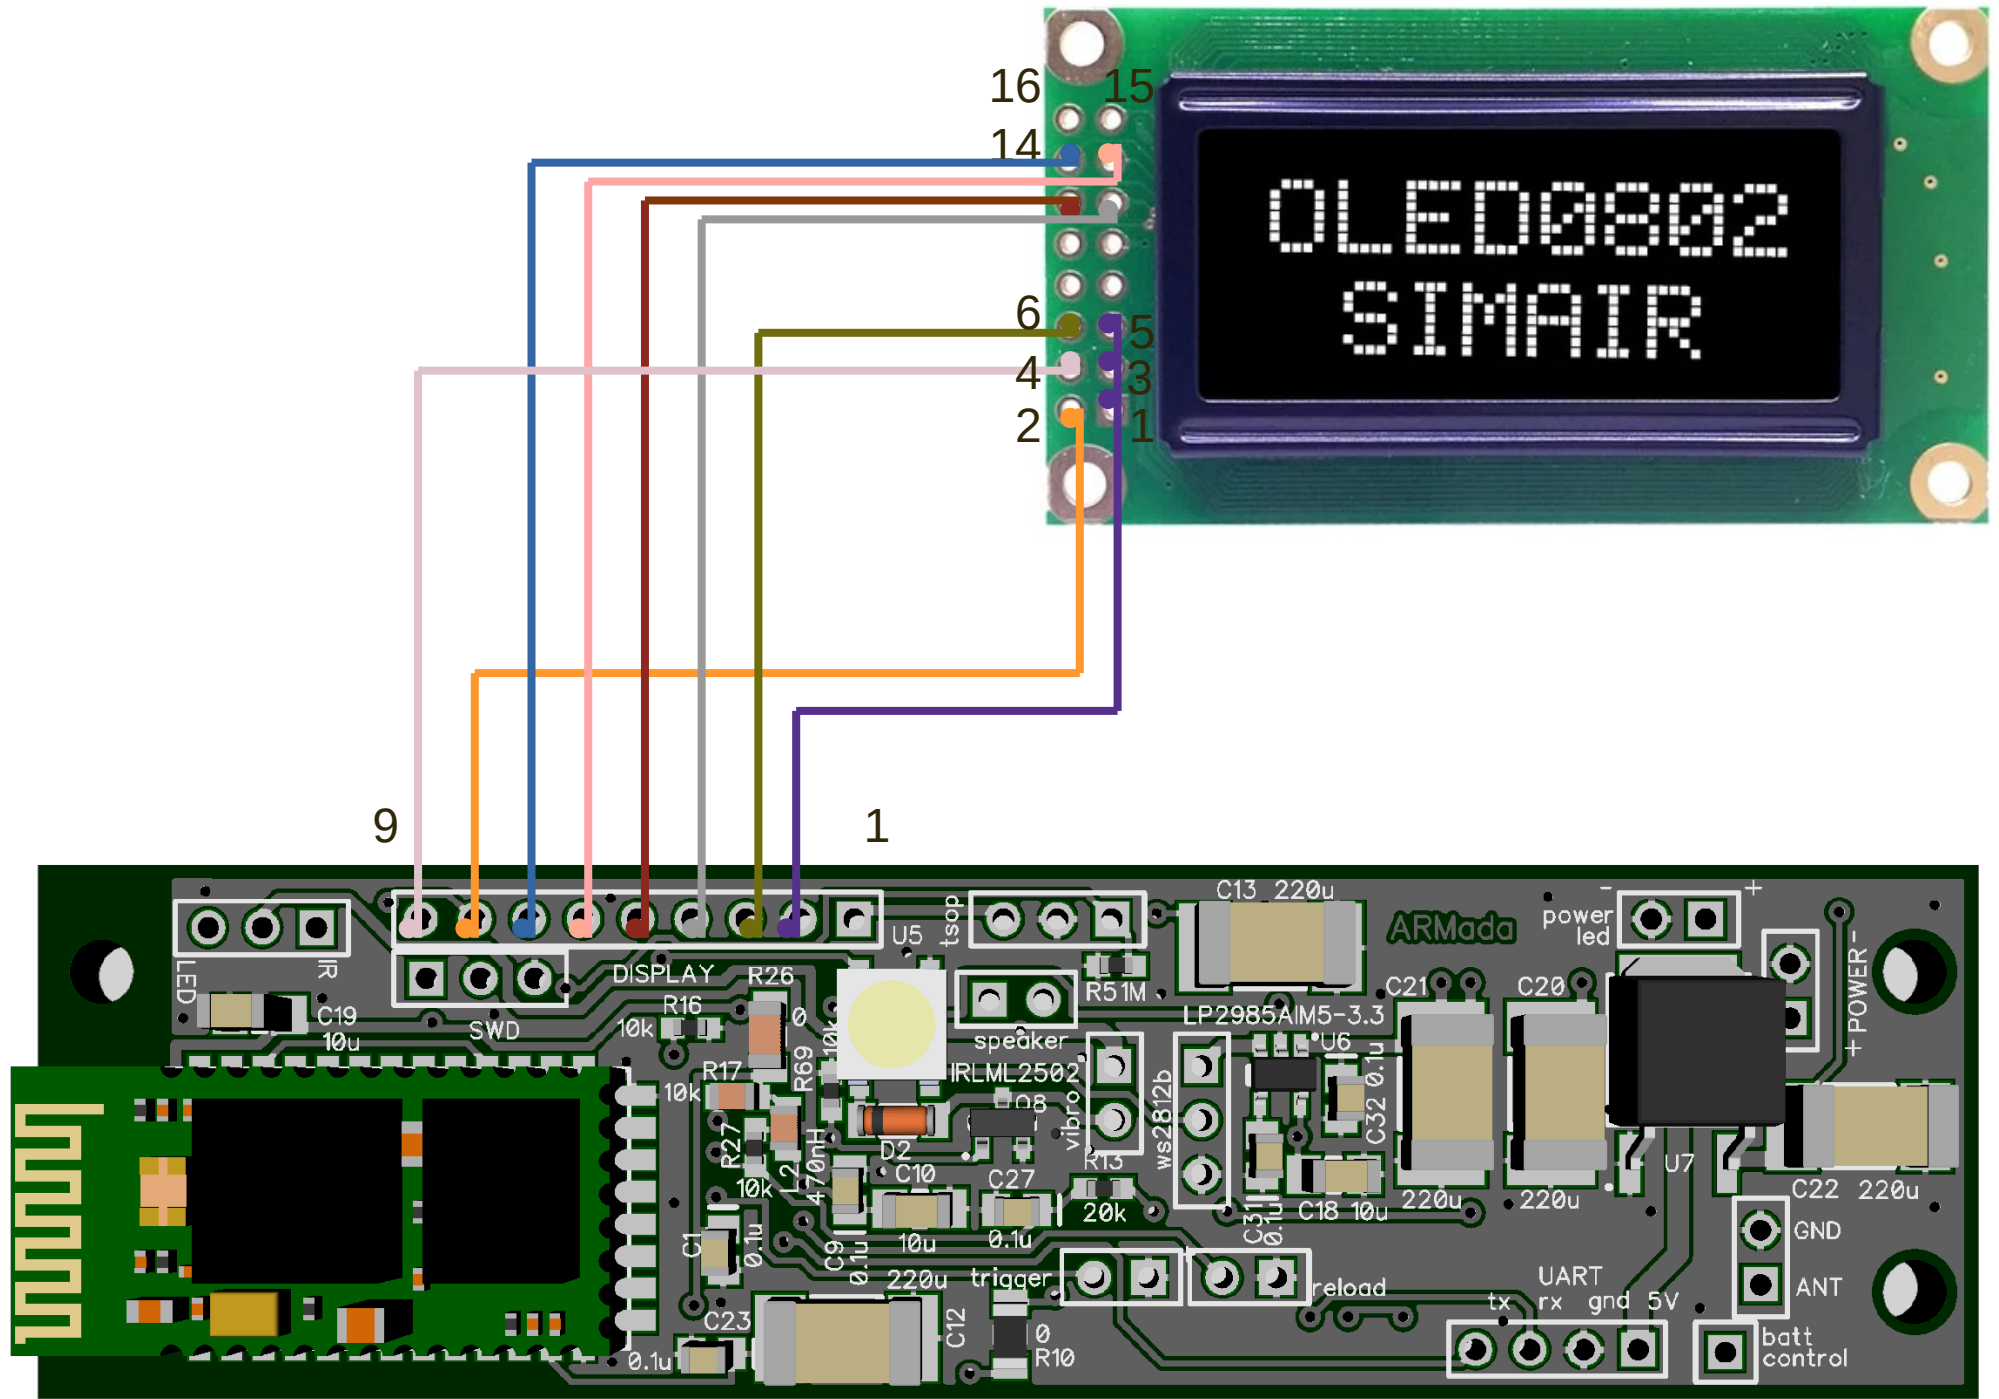 16 15
14
OLED0802
SIMAIR
6 5
4 3
2 1
9 1
C13 220u
ARMada
power
led
- +
tsop
U5
LED
IR
DISPLAY
SWD
C19
10u
R16
10k
R26
0
R51M
speaker
LP2985AIM5-3.3
C21
C20
+POWER-
R17
10k
R69
10k
IRLML2502
Q8
vibro
ws2812b
U6
C32 0.1u
R27
10k
L2
470nH
D2
C10
10u
C27
0.1u
R13
20k
C31
0.1u
C18 10u
220u
220u
U7
C22 220u
C1
0.1u
C9
0.1u
220u
C12
trigger
reload
GND
ANT
UART
tx rx gnd 5V
batt
control
C23
0.1u
0
R10